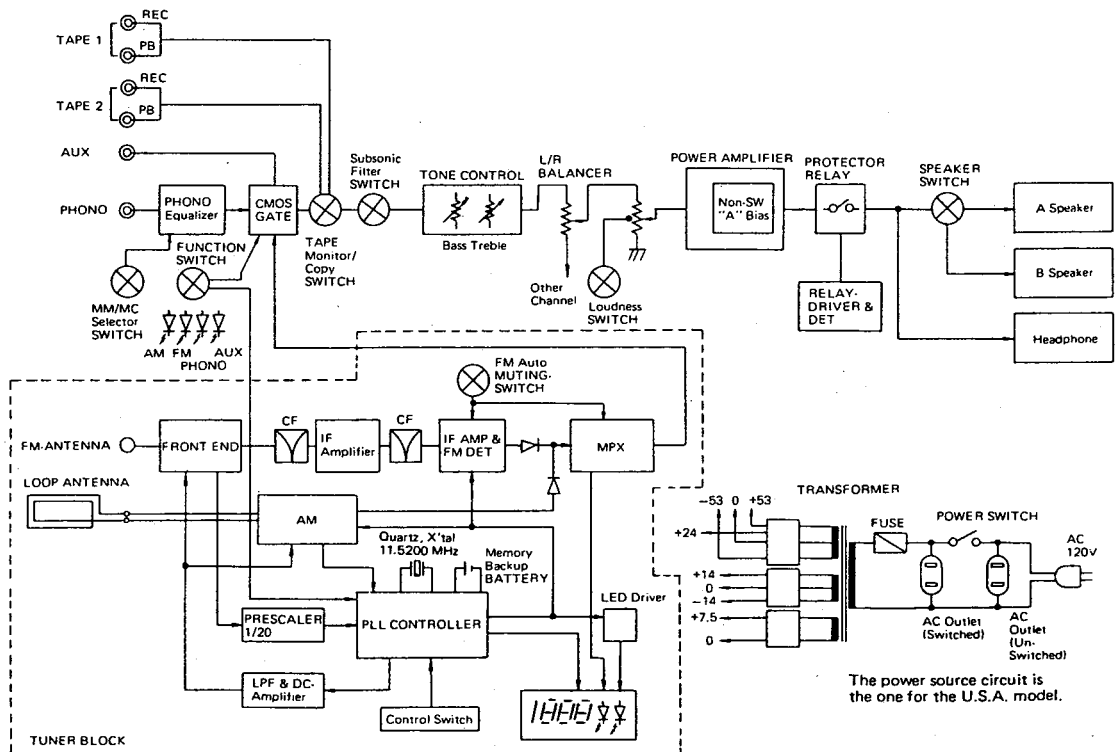 TAPE 1
REC
PB
TAPE 2
REC
PB
AUX
PHONO
PHONO
Equalizer
CMOS
GATE
FUNCTION
SWITCH
MM/MC
Selector
SWITCH
AM FM AUX
PHONO
TAPE
Monitor/
Copy
SWITCH
Subsonic
Filter
SWITCH
TONE CONTROL
Bass Treble
L/R
BALANCER
Other
Channel
Loudness
SWITCH
POWER AMPLIFIER
Non-SW
"A" Bias
PROTECTOR
RELAY
RELAY-
DRIVER &
DET
SPEAKER
SWITCH
A Speaker
B Speaker
Headphone
FM Auto
MUTING-
SWITCH
FM-ANTENNA
FRONT END
CF
IF
Amplifier
CF
IF AMP &
FM DET
MPX
LOOP ANTENNA
AM
Quartz, X'tal
11.5200 MHz
Memory
Backup
BATTERY
PRESCALER
1/20
PLL CONTROLLER
LED Driver
LPF & DC-
Amplifier
Control Switch
1888
TUNER BLOCK
TRANSFORMER
-53 0 +53
+24
+14
0
-14
+7.5
0
FUSE
POWER SWITCH
AC
120V
AC Outlet
(Switched)
AC
Outlet
(Un-
Switched)
The power source circuit is
the one for the U.S.A. model.